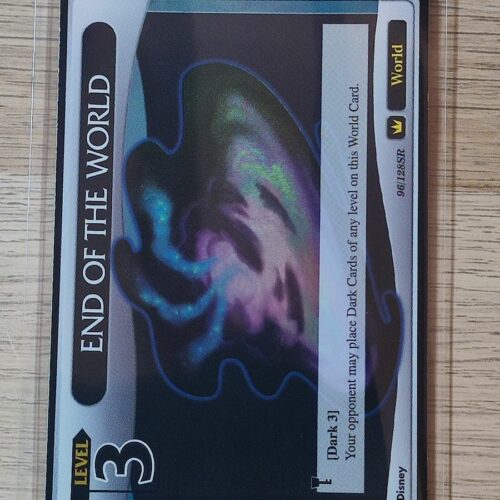 LEVEL
3
END OF THE WORLD
[Dark 3]
Your opponent may place Dark Cards of any level on this World Card.
Disney
96/128SR
World